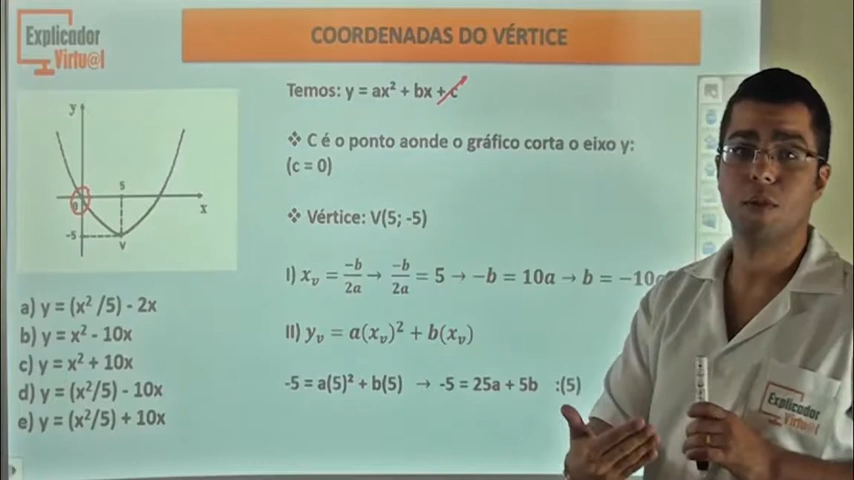 Explicador
Virtu@l
COORDENADAS DO VÉRTICE
Temos: y = ax² + bx + c
❖ C é o ponto aonde o gráfico corta o eixo y:
(c = 0)
❖ Vértice: V(5; -5)
I) xᵥ = -b/2a → -b/2a = 5 → -b = 10a → b = -10a
II) yᵥ = a(xᵥ)² + b(xᵥ)
-5 = a(5)² + b(5) → -5 = 25a + 5b :(5)
y
5
0
x
-5
V
a) y = (x²/5) - 2x
b) y = x² - 10x
c) y = x² + 10x
d) y = (x²/5) - 10x
e) y = (x²/5) + 10x
Explicador
Virtu@l